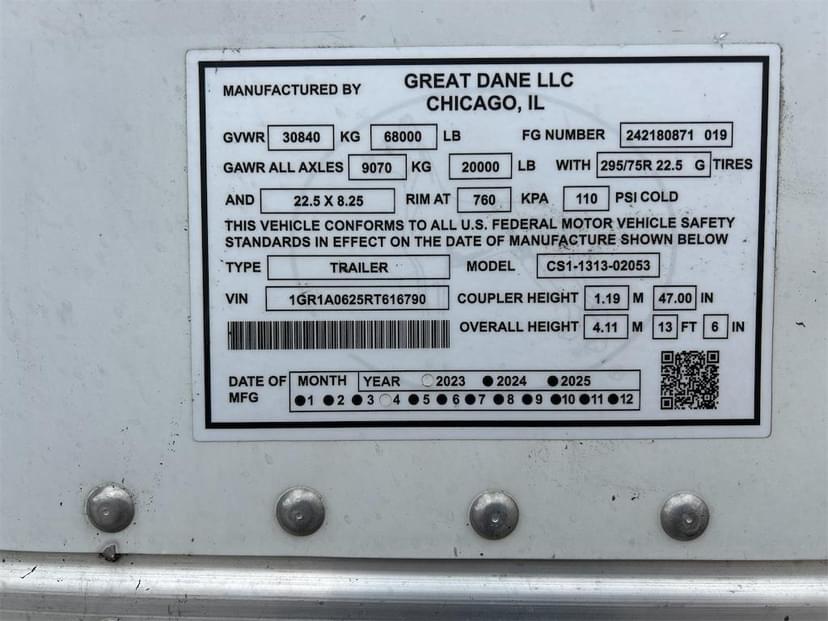 MANUFACTURED BY GREAT DANE LLC
CHICAGO, IL
GVWR 30840 KG 68000 LB FG NUMBER 242180871 019
GAWR ALL AXLES 9070 KG 20000 LB WITH 295/75R 22.5 G TIRES
AND 22.5 X 8.25 RIM AT 760 KPA 110 PSI COLD
THIS VEHICLE CONFORMS TO ALL U.S. FEDERAL MOTOR VEHICLE SAFETY
STANDARDS IN EFFECT ON THE DATE OF MANUFACTURE SHOWN BELOW
TYPE TRAILER MODEL CS1-1313-02053
VIN 1GR1A0625RT616790 COUPLER HEIGHT 1.19 M 47.00 IN
OVERALL HEIGHT 4.11 M 13 FT 6 IN
DATE OF MFG MONTH YEAR 2023 2024 2025
1 2 3 4 5 6 7 8 9 10 11 12